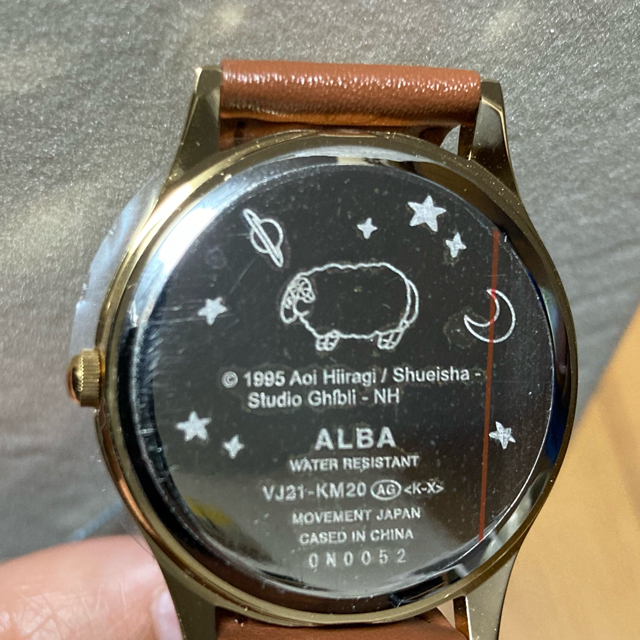 © 1995 Aoi Hiiragi / Shueisha -
Studio Ghibli - NH
ALBA
WATER RESISTANT
VJ21-KM20 AG <K-X>
MOVEMENT JAPAN
CASED IN CHINA
0N0052